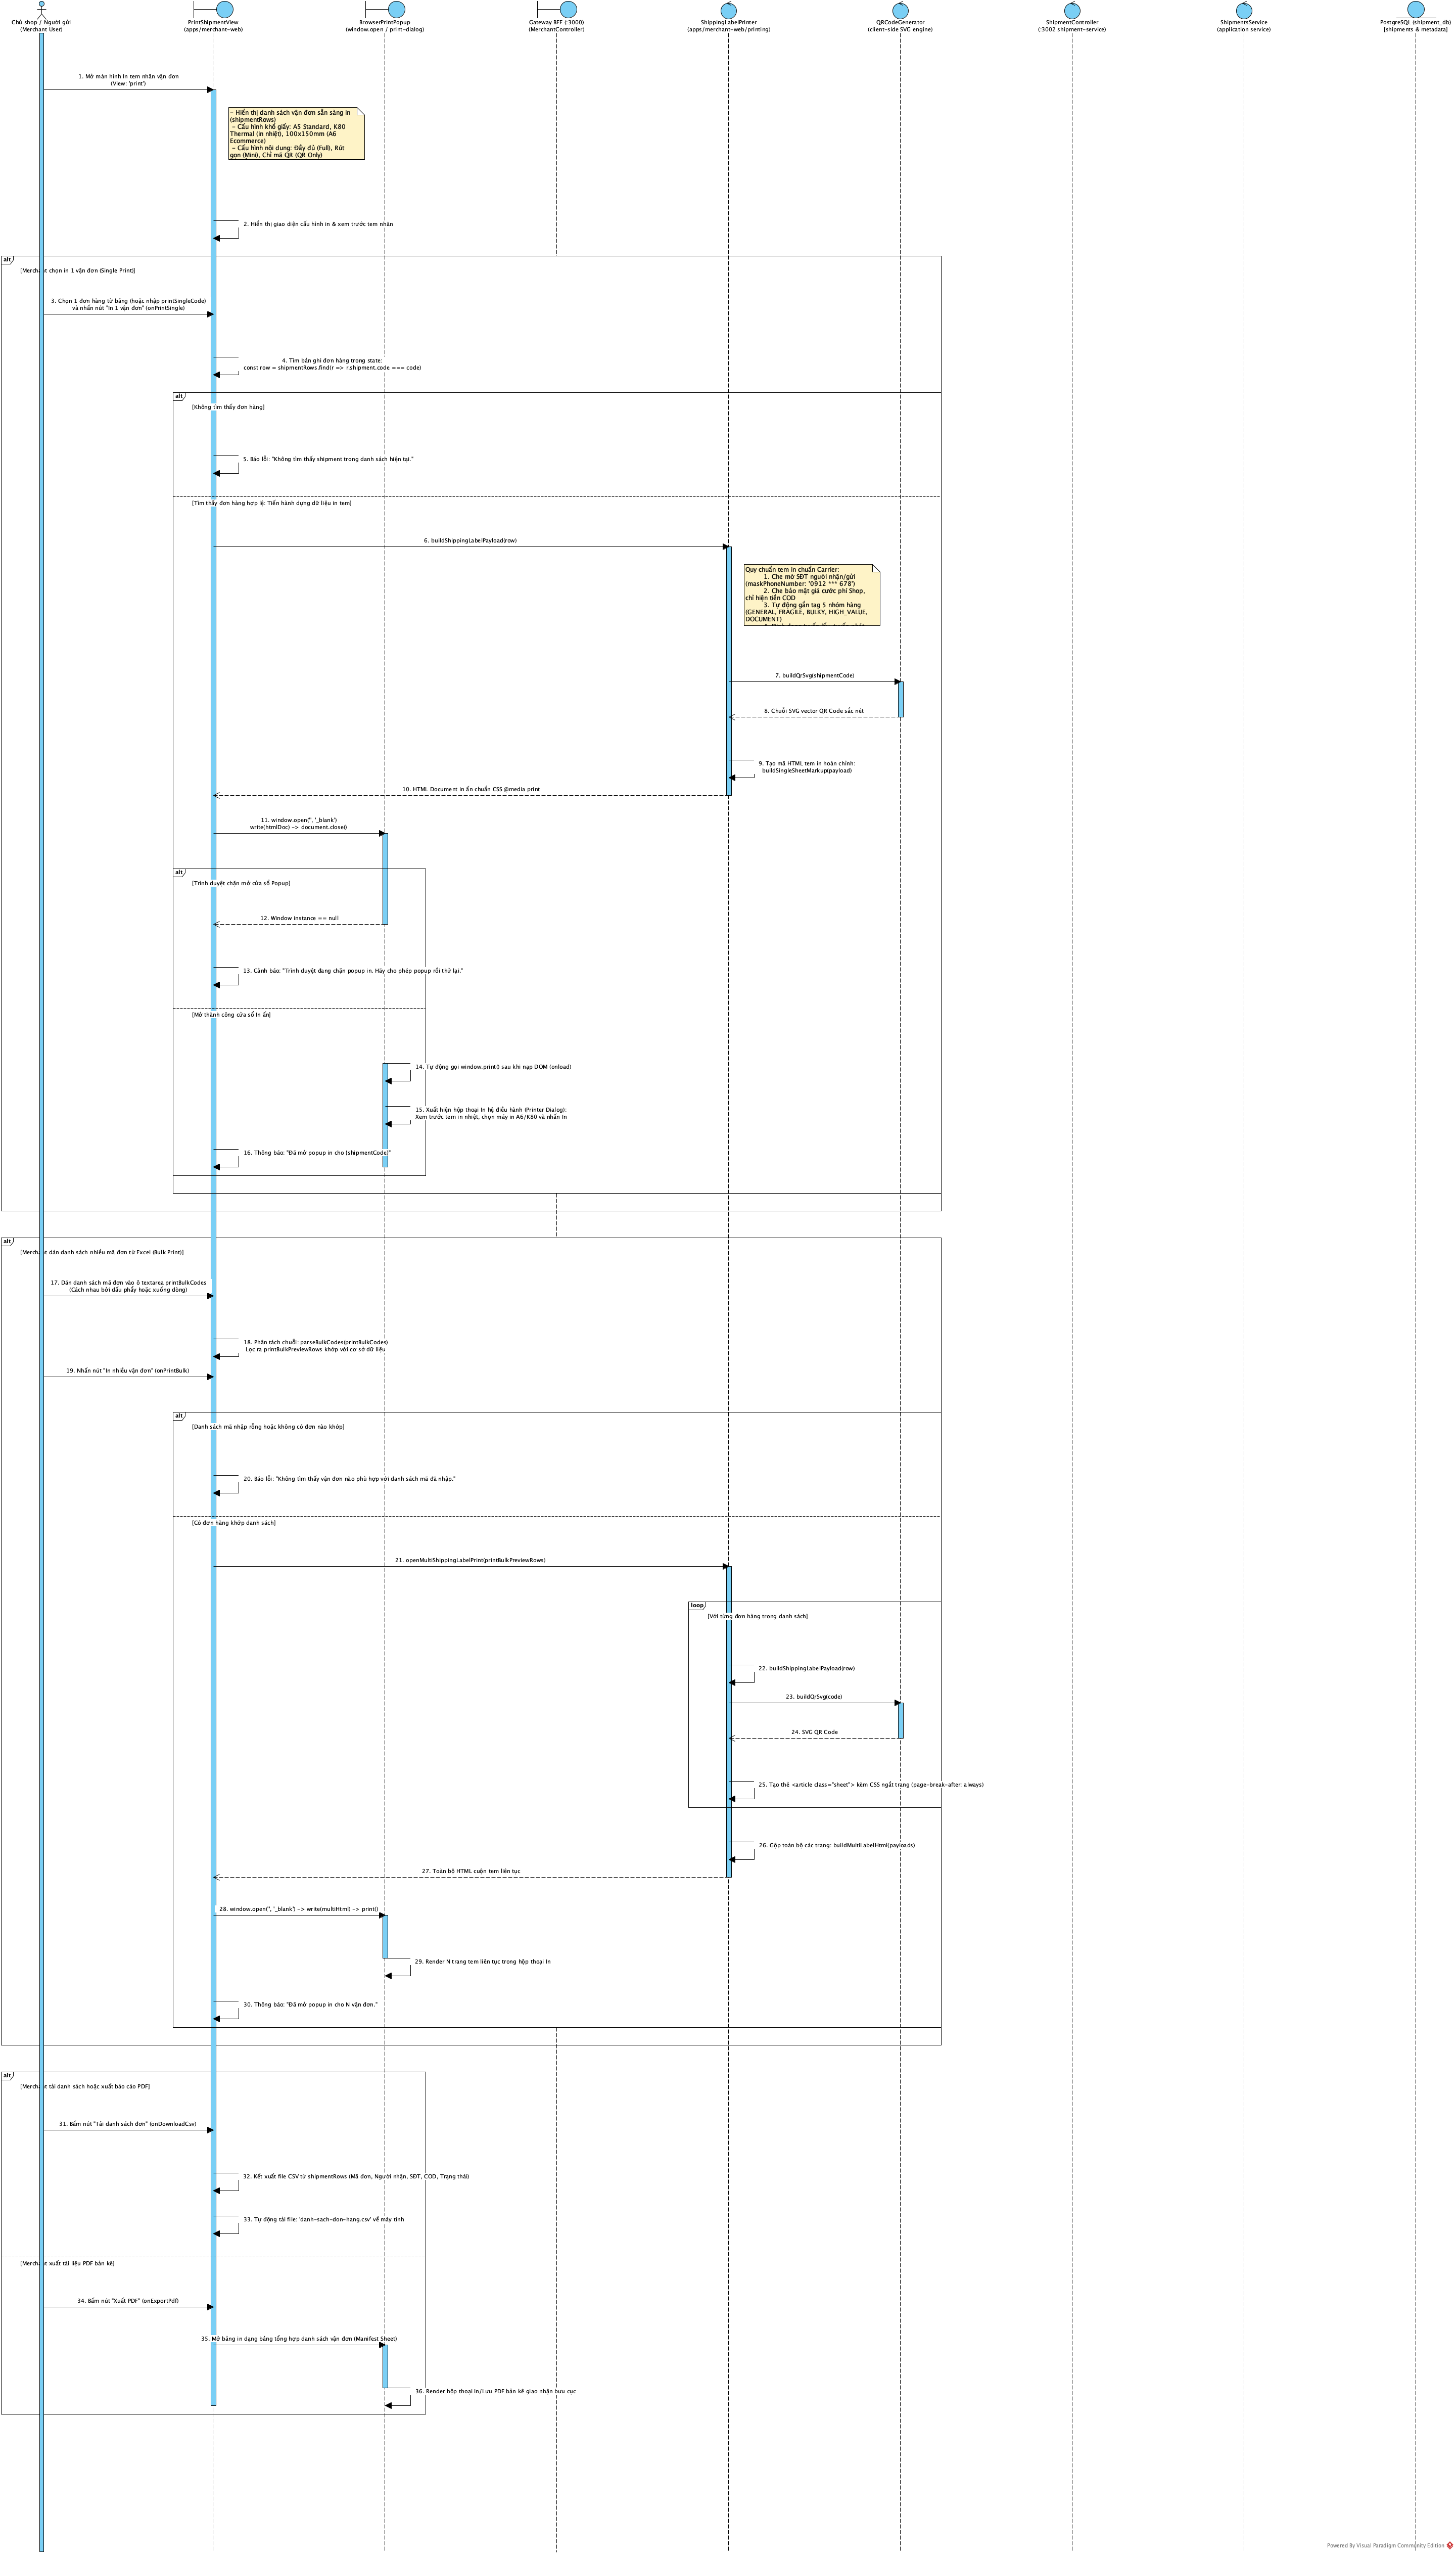 Chủ shop / Người gửi
(Merchant User)
PrintShipmentView
(apps/merchant-web)
BrowserPrintPopup
(window.open / print-dialog)
Gateway BFF (:3000)
(MerchantController)
ShippingLabelPrinter
(apps/merchant-web/printing)
QRCodeGenerator
(client-side SVG engine)
ShipmentController
(:3002 shipment-service)
ShipmentsService
(application service)
PostgreSQL (shipment_db)
[shipments & metadata]
1. Mở màn hình In tem nhãn vận đơn
(View: 'print')
- Hiển thị danh sách vận đơn sẵn sàng in
(shipmentRows)
- Cấu hình khổ giấy: A5 Standard, K80
Thermal (in nhiệt), 100x150mm (A6
Ecommerce)
- Cấu hình nội dung: Đầy đủ (Full), Rút
gọn (Mini), Chỉ mã QR (QR Only)
2. Hiển thị giao diện cấu hình in & xem trước tem nhãn
alt
[Merchant chọn in 1 vận đơn (Single Print)]
3. Chọn 1 đơn hàng từ bảng (hoặc nhập printSingleCode)
và nhấn nút "In 1 vận đơn" (onPrintSingle)
4. Tìm bản ghi đơn hàng trong state:
const row = shipmentRows.find(r => r.shipment.code === code)
alt
[Không tìm thấy đơn hàng]
5. Báo lỗi: "Không tìm thấy shipment trong danh sách hiện tại."
[Tìm thấy đơn hàng hợp lệ: Tiến hành dựng dữ liệu in tem]
6. buildShippingLabelPayload(row)
Quy chuẩn tem in chuẩn Carrier:
1. Che mờ SĐT người nhận/gửi
(maskPhoneNumber: '0912 *** 678')
2. Che bảo mật giá cước phí Shop,
chỉ hiện tiền COD
3. Tự động gắn tag 5 nhóm hàng
(GENERAL, FRAGILE, BULKY, HIGH_VALUE,
DOCUMENT)
7. buildQrSvg(shipmentCode)
8. Chuỗi SVG vector QR Code sắc nét
9. Tạo mã HTML tem in hoàn chỉnh:
buildSingleSheetMarkup(payload)
10. HTML Document in ấn chuẩn CSS @media print
11. window.open('', '_blank')
write(htmlDoc) -> document.close()
alt
[Trình duyệt chặn mở cửa sổ Popup]
12. Window instance == null
13. Cảnh báo: "Trình duyệt đang chặn popup in. Hãy cho phép popup rồi thử lại."
[Mở thành công cửa sổ In ấn]
14. Tự động gọi window.print() sau khi nạp DOM (onload)
15. Xuất hiện hộp thoại In hệ điều hành (Printer Dialog):
Xem trước tem in nhiệt, chọn máy in A6/K80 và nhấn In
16. Thông báo: "Đã mở popup in cho {shipmentCode}"
alt
[Merchant dán danh sách nhiều mã đơn từ Excel (Bulk Print)]
17. Dán danh sách mã đơn vào ô textarea printBulkCodes
(Cách nhau bởi dấu phẩy hoặc xuống dòng)
18. Phân tách chuỗi: parseBulkCodes(printBulkCodes)
Lọc ra printBulkPreviewRows khớp với cơ sở dữ liệu
19. Nhấn nút "In nhiều vận đơn" (onPrintBulk)
alt
[Danh sách mã nhập rỗng hoặc không có đơn nào khớp]
20. Báo lỗi: "Không tìm thấy vận đơn nào phù hợp với danh sách mã đã nhập."
[Có đơn hàng khớp danh sách]
21. openMultiShippingLabelPrint(printBulkPreviewRows)
loop
[Với từng đơn hàng trong danh sách]
22. buildShippingLabelPayload(row)
23. buildQrSvg(code)
24. SVG QR Code
25. Tạo thẻ <article class="sheet"> kèm CSS ngắt trang (page-break-after: always)
26. Gộp toàn bộ các trang: buildMultiLabelHtml(payloads)
27. Toàn bộ HTML cuộn tem liên tục
28. window.open('', '_blank') -> write(multiHtml) -> print()
29. Render N trang tem liên tục trong hộp thoại In
30. Thông báo: "Đã mở popup in cho N vận đơn."
alt
[Merchant tải danh sách hoặc xuất báo cáo PDF]
31. Bấm nút "Tải danh sách đơn" (onDownloadCsv)
32. Kết xuất file CSV từ shipmentRows (Mã đơn, Người nhận, SĐT, COD, Trạng thái)
33. Tự động tải file: 'danh-sach-don-hang.csv' về máy tính
[Merchant xuất tài liệu PDF bản kê]
34. Bấm nút "Xuất PDF" (onExportPdf)
35. Mở bảng in dạng bảng tổng hợp danh sách vận đơn (Manifest Sheet)
36. Render hộp thoại In/Lưu PDF bản kê giao nhận bưu cục
Powered By Visual Paradigm Community Edition